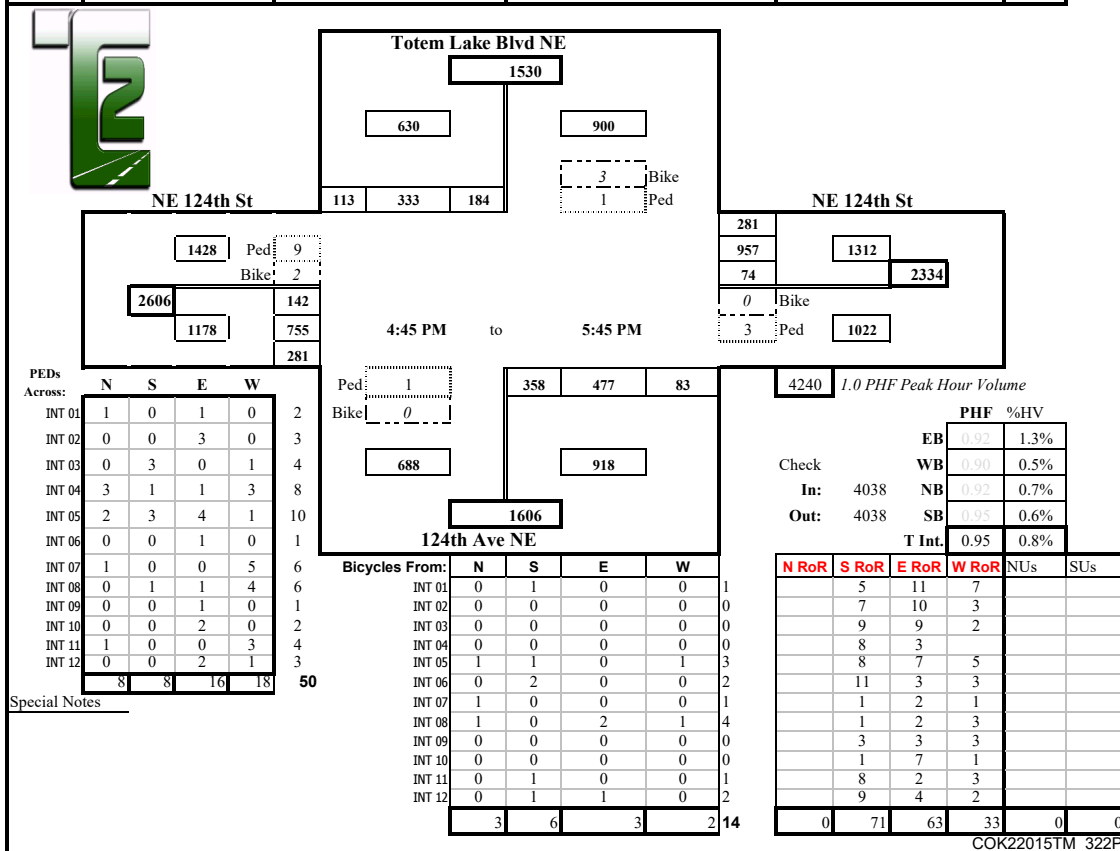 T2
Totem Lake Blvd NE
1530
630 900
3 Bike
1 Ped
NE 124th St 113 333 184 NE 124th St
281
1428 Ped 9 957 1312
Bike 2 74 2334
2606 142 0 Bike
1178 755 4:45 PM to 5:45 PM 3 Ped 1022
281
PEDs Across: N S E W
Ped 1 358 477 83 4240 1.0 PHF Peak Hour Volume
Bike 0
PHF %HV
EB 0.92 1.3%
688 918 Check WB 0.90 0.5%
In: 4038 NB 0.92 0.7%
1606 Out: 4038 SB 0.95 0.6%
124th Ave NE T Int. 0.95 0.8%
INT 01 1 0 1 0 2
INT 02 0 0 3 0 3
INT 03 0 3 0 1 4
INT 04 3 1 1 3 8
INT 05 2 3 4 1 10
INT 06 0 0 1 0 1
INT 07 1 0 0 5 6
INT 08 0 1 1 4 6
INT 09 0 0 1 0 1
INT 10 0 0 2 0 2
INT 11 1 0 0 3 4
INT 12 0 0 2 1 3
8 8 16 18 50
Special Notes
Bicycles From: N S E W
INT 01 0 1 0 0 1
INT 02 0 0 0 0 0
INT 03 0 0 0 0 0
INT 04 0 0 0 0 0
INT 05 1 1 0 1 3
INT 06 0 2 0 0 2
INT 07 1 0 0 0 1
INT 08 1 0 2 1 4
INT 09 0 0 0 0 0
INT 10 0 0 0 0 0
INT 11 0 1 0 0 1
INT 12 0 1 1 0 2
3 6 3 2 14
N RoR S RoR E RoR W RoR NUs SUs
5 11 7
7 10 3
9 9 2
8 3
8 7 5
11 3 3
1 2 1
1 2 3
3 3 3
1 7 1
8 2 3
9 4 2
0 71 63 33 0 0
COK22015TM_322P